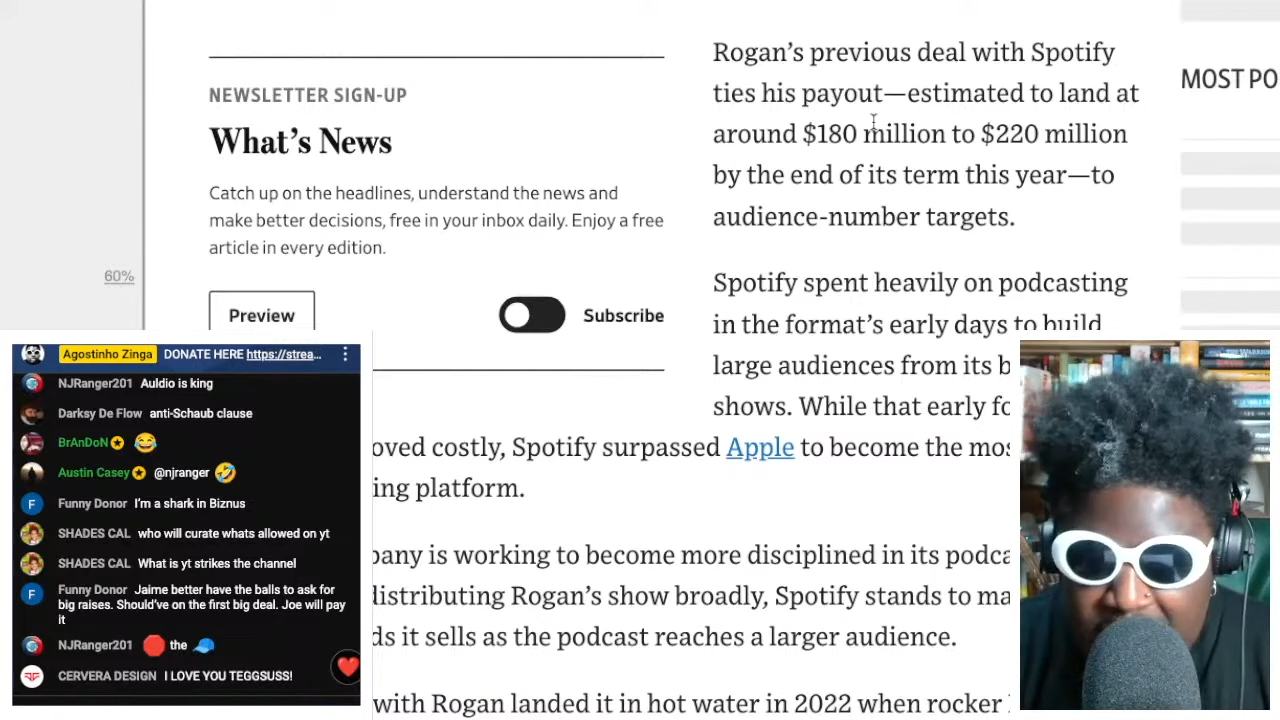 NEWSLETTER SIGN-UP
What's News
Catch up on the headlines, understand the news and
make better decisions, free in your inbox daily. Enjoy a free
article in every edition.
60%
Preview
Subscribe
Rogan's previous deal with Spotify
ties his payout—estimated to land at
around $180 million to $220 million
by the end of its term this year—to
audience-number targets.
Spotify spent heavily on podcasting
in the format's early days to build
large audiences from its b
shows. While that early fo
oved costly, Spotify surpassed Apple to become the mos
ing platform.
pany is working to become more disciplined in its podca
distributing Rogan's show broadly, Spotify stands to ma
ds it sells as the podcast reaches a larger audience.
with Rogan landed it in hot water in 2022 when rocker
MOST PO
Agostinho Zinga DONATE HERE https://strea...
NJRanger201 Auldio is king
Darksy De Flow anti-Schaub clause
BrAnDoN 😂
Austin Casey @njranger 🤣
Funny Donor I'm a shark in Biznus
SHADES CAL who will curate whats allowed on yt
SHADES CAL What is yt strikes the channel
Funny Donor Jaime better have the balls to ask for
big raises. Should've on the first big deal. Joe will pay
it
NJRanger201 🛑 the 🧢
CERVERA DESIGN I LOVE YOU TEGGSUSS!